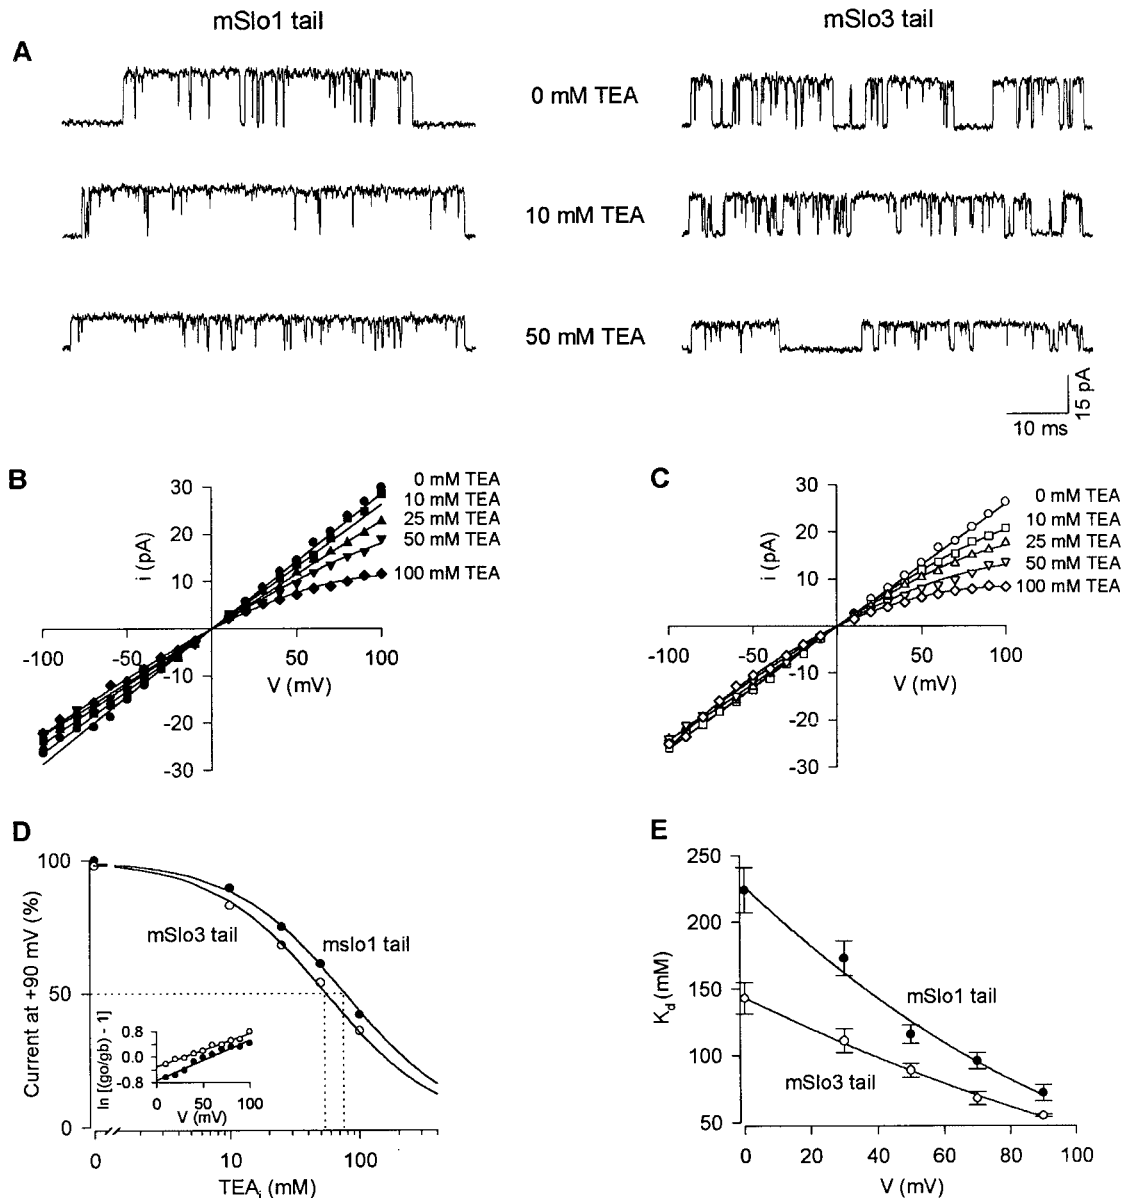 mSlo1 tail
mSlo3 tail
A
0 mM TEA
10 mM TEA
50 mM TEA
15 pA
10 ms
B
30
20
10
-10
-20
-30
i (pA)
-100
-50
50
100
V (mV)
0 mM TEA
10 mM TEA
25 mM TEA
50 mM TEA
100 mM TEA
C
30
20
10
-10
-20
-30
i (pA)
-100
-50
50
100
V (mV)
0 mM TEA
10 mM TEA
25 mM TEA
50 mM TEA
100 mM TEA
D
100
50
0
Current at +90 mV (%)
mSlo3 tail
mslo1 tail
ln [(go/gb) - 1]
0.8
0.0
-0.8
0
50
100
V (mV)
0
10
100
TEAi (mM)
E
250
200
150
100
50
Kd (mM)
mSlo1 tail
mSlo3 tail
0
20
40
60
80
100
V (mV)